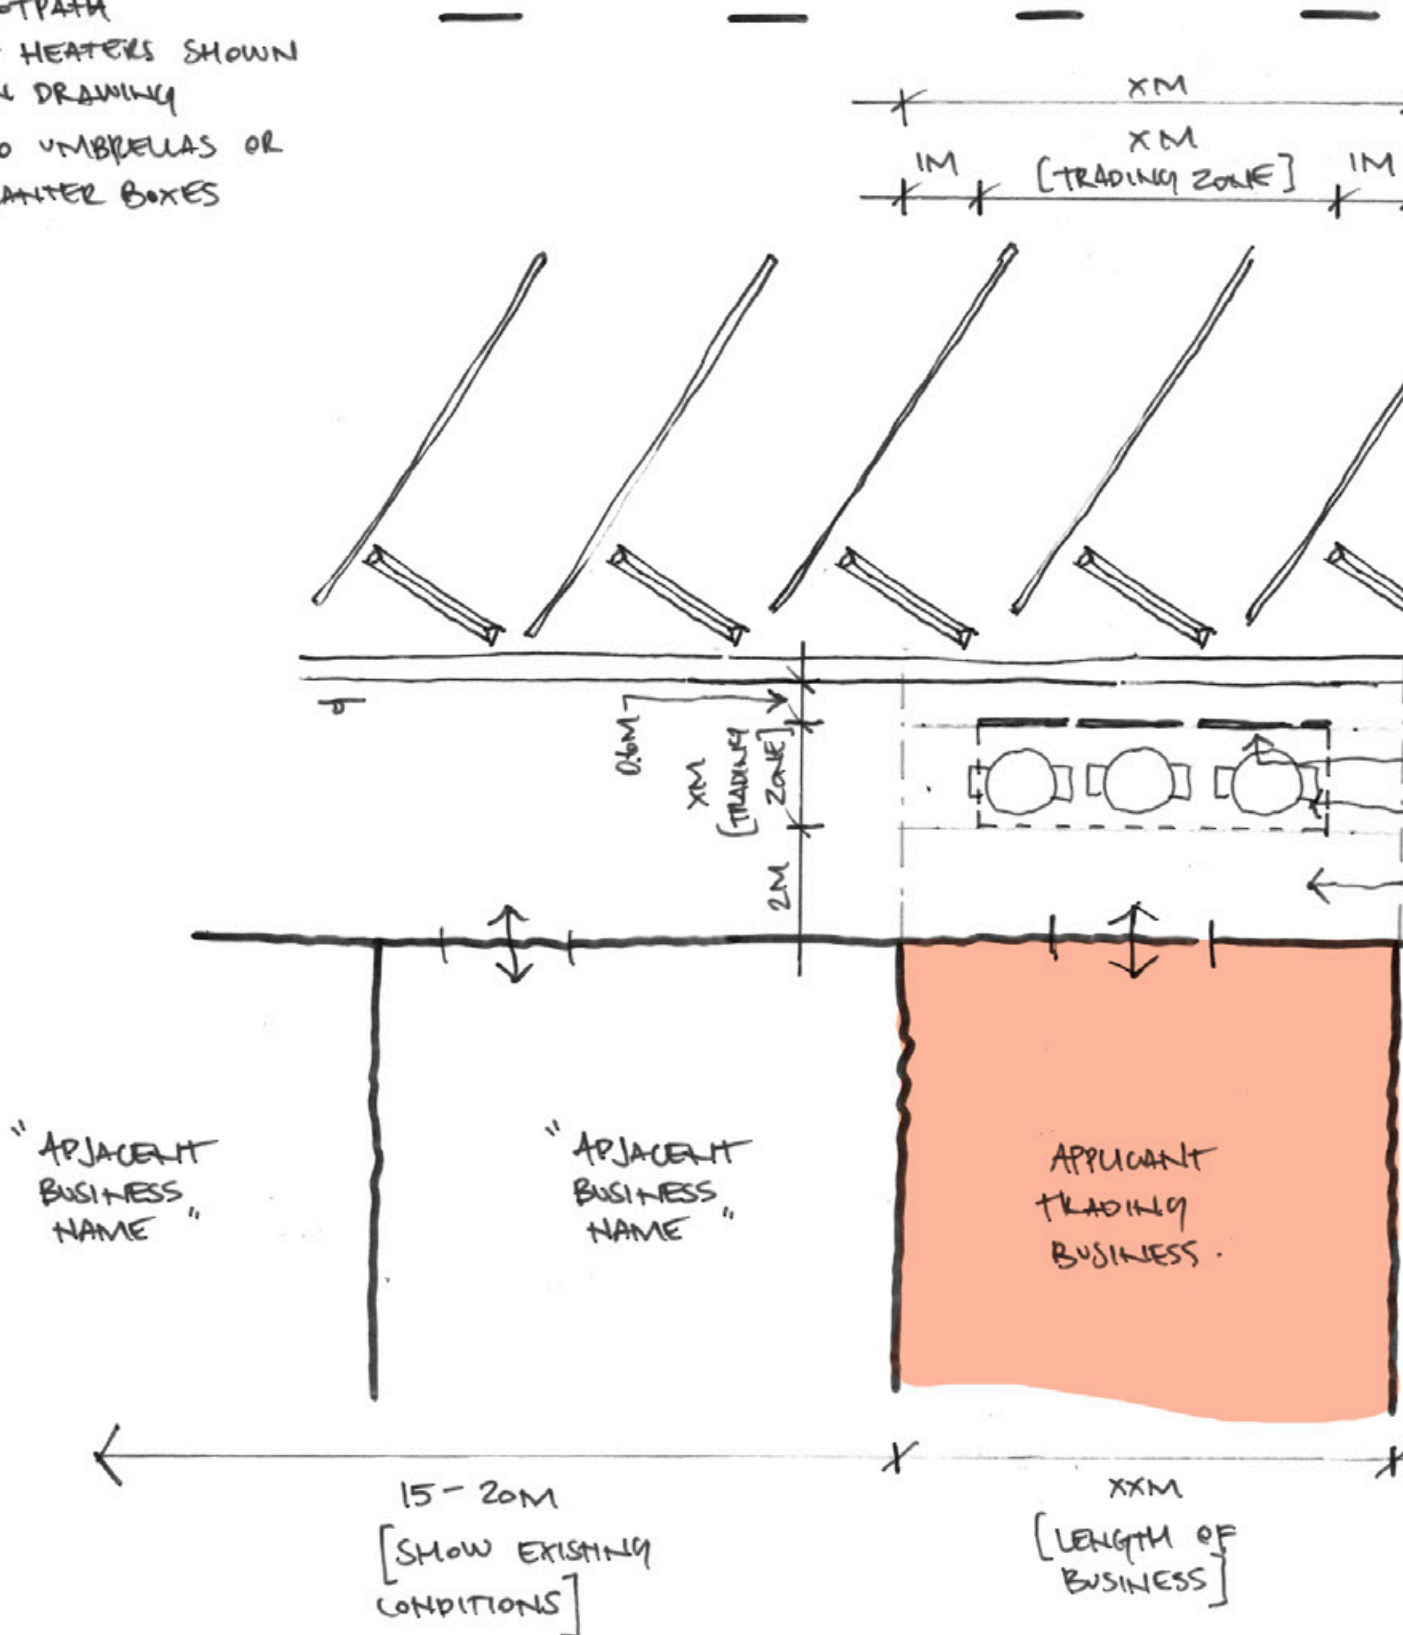 HEATERS SHOWN
DRAWING
UMBRELLAS OR
BOXES
XM
XM
1M
[TRADING ZONE]
1M
0.6M
XM
[TRADING
ZONE]
2M
"ADJACENT
BUSINESS
NAME"
"ADJACENT
BUSINESS
NAME"
APPLICANT
TRADING
BUSINESS.
15-20M
[SHOW EXISTING
CONDITIONS]
XXM
[LENGTH OF
BUSINESS]